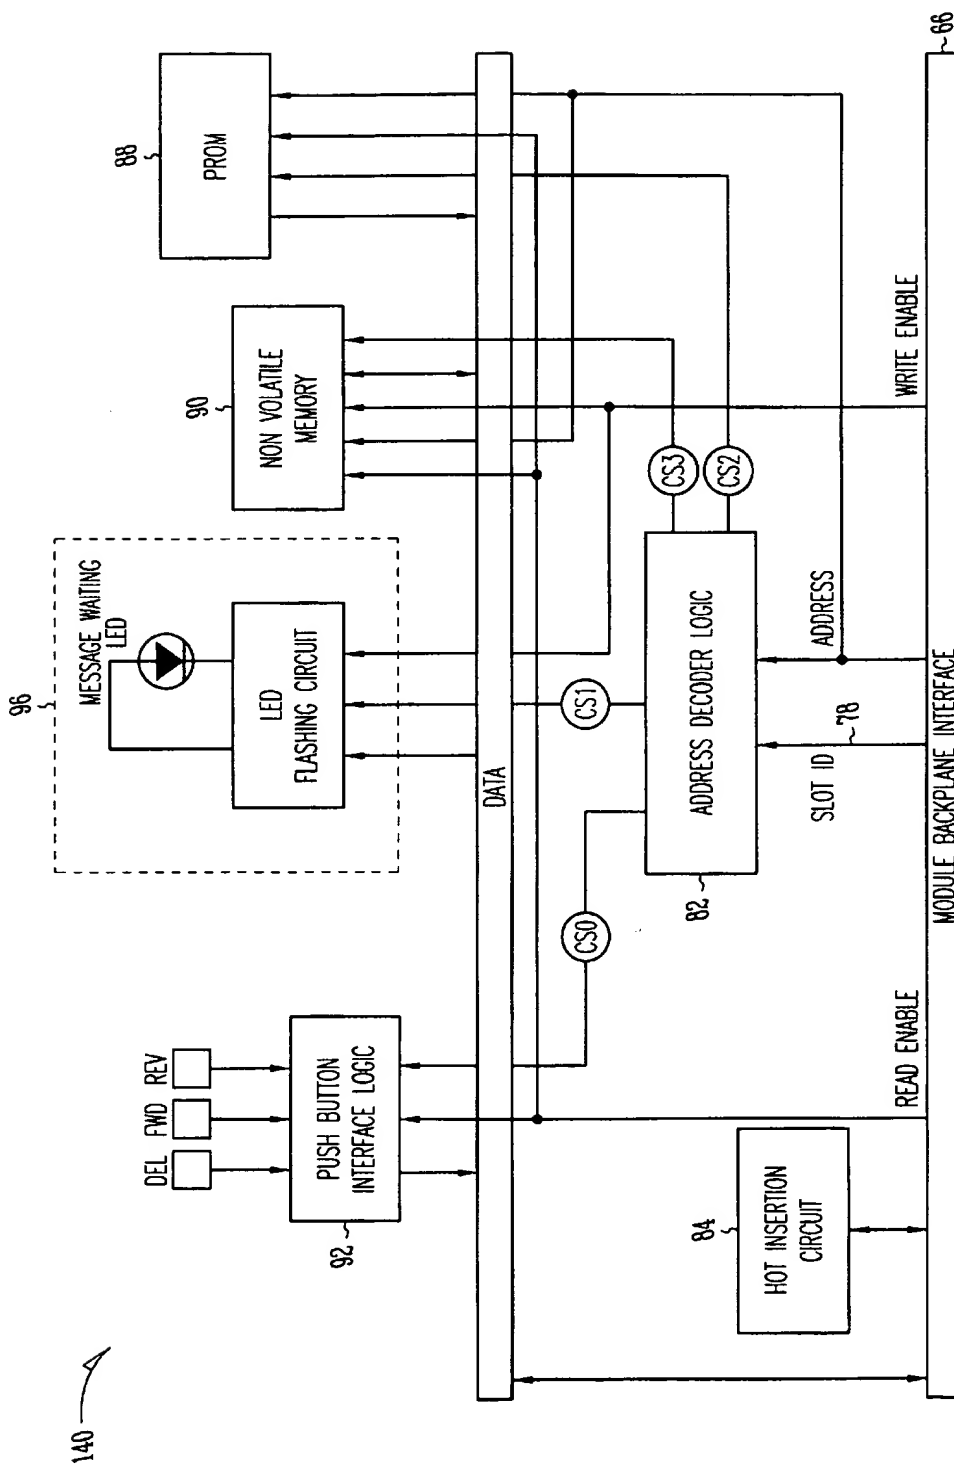 140
DEL
FWD
REV
92
PUSH BUTTON
INTERFACE LOGIC
96
MESSAGE WAITING
LED
LED
FLASHING CIRCUIT
90
NON VOLATILE
MEMORY
88
PROM
DATA
CS0
CS1
CS3
CS2
82
ADDRESS DECODER LOGIC
84
HOT INSERTION
CIRCUIT
READ ENABLE
SLOT ID
78
ADDRESS
WRITE ENABLE
MODULE BACKPLANE INTERFACE
66